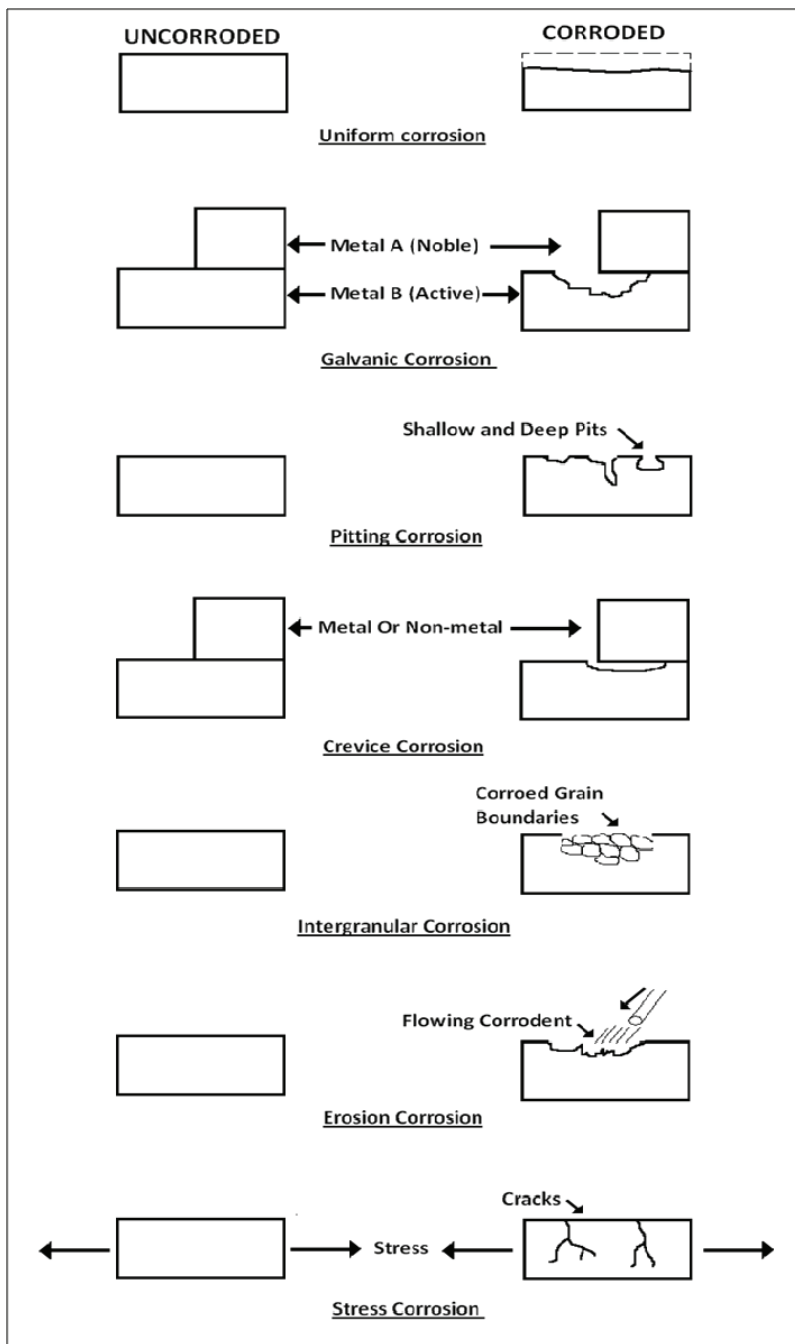 UNCORRODED
CORRODED
Uniform corrosion
Metal A (Noble)
Metal B (Active)
Galvanic Corrosion
Shallow and Deep Pits
Pitting Corrosion
Metal Or Non-metal
Crevice Corrosion
Corroed Grain
Boundaries
Intergranular Corrosion
Flowing Corrodent
Erosion Corrosion
Cracks
Stress
Stress Corrosion